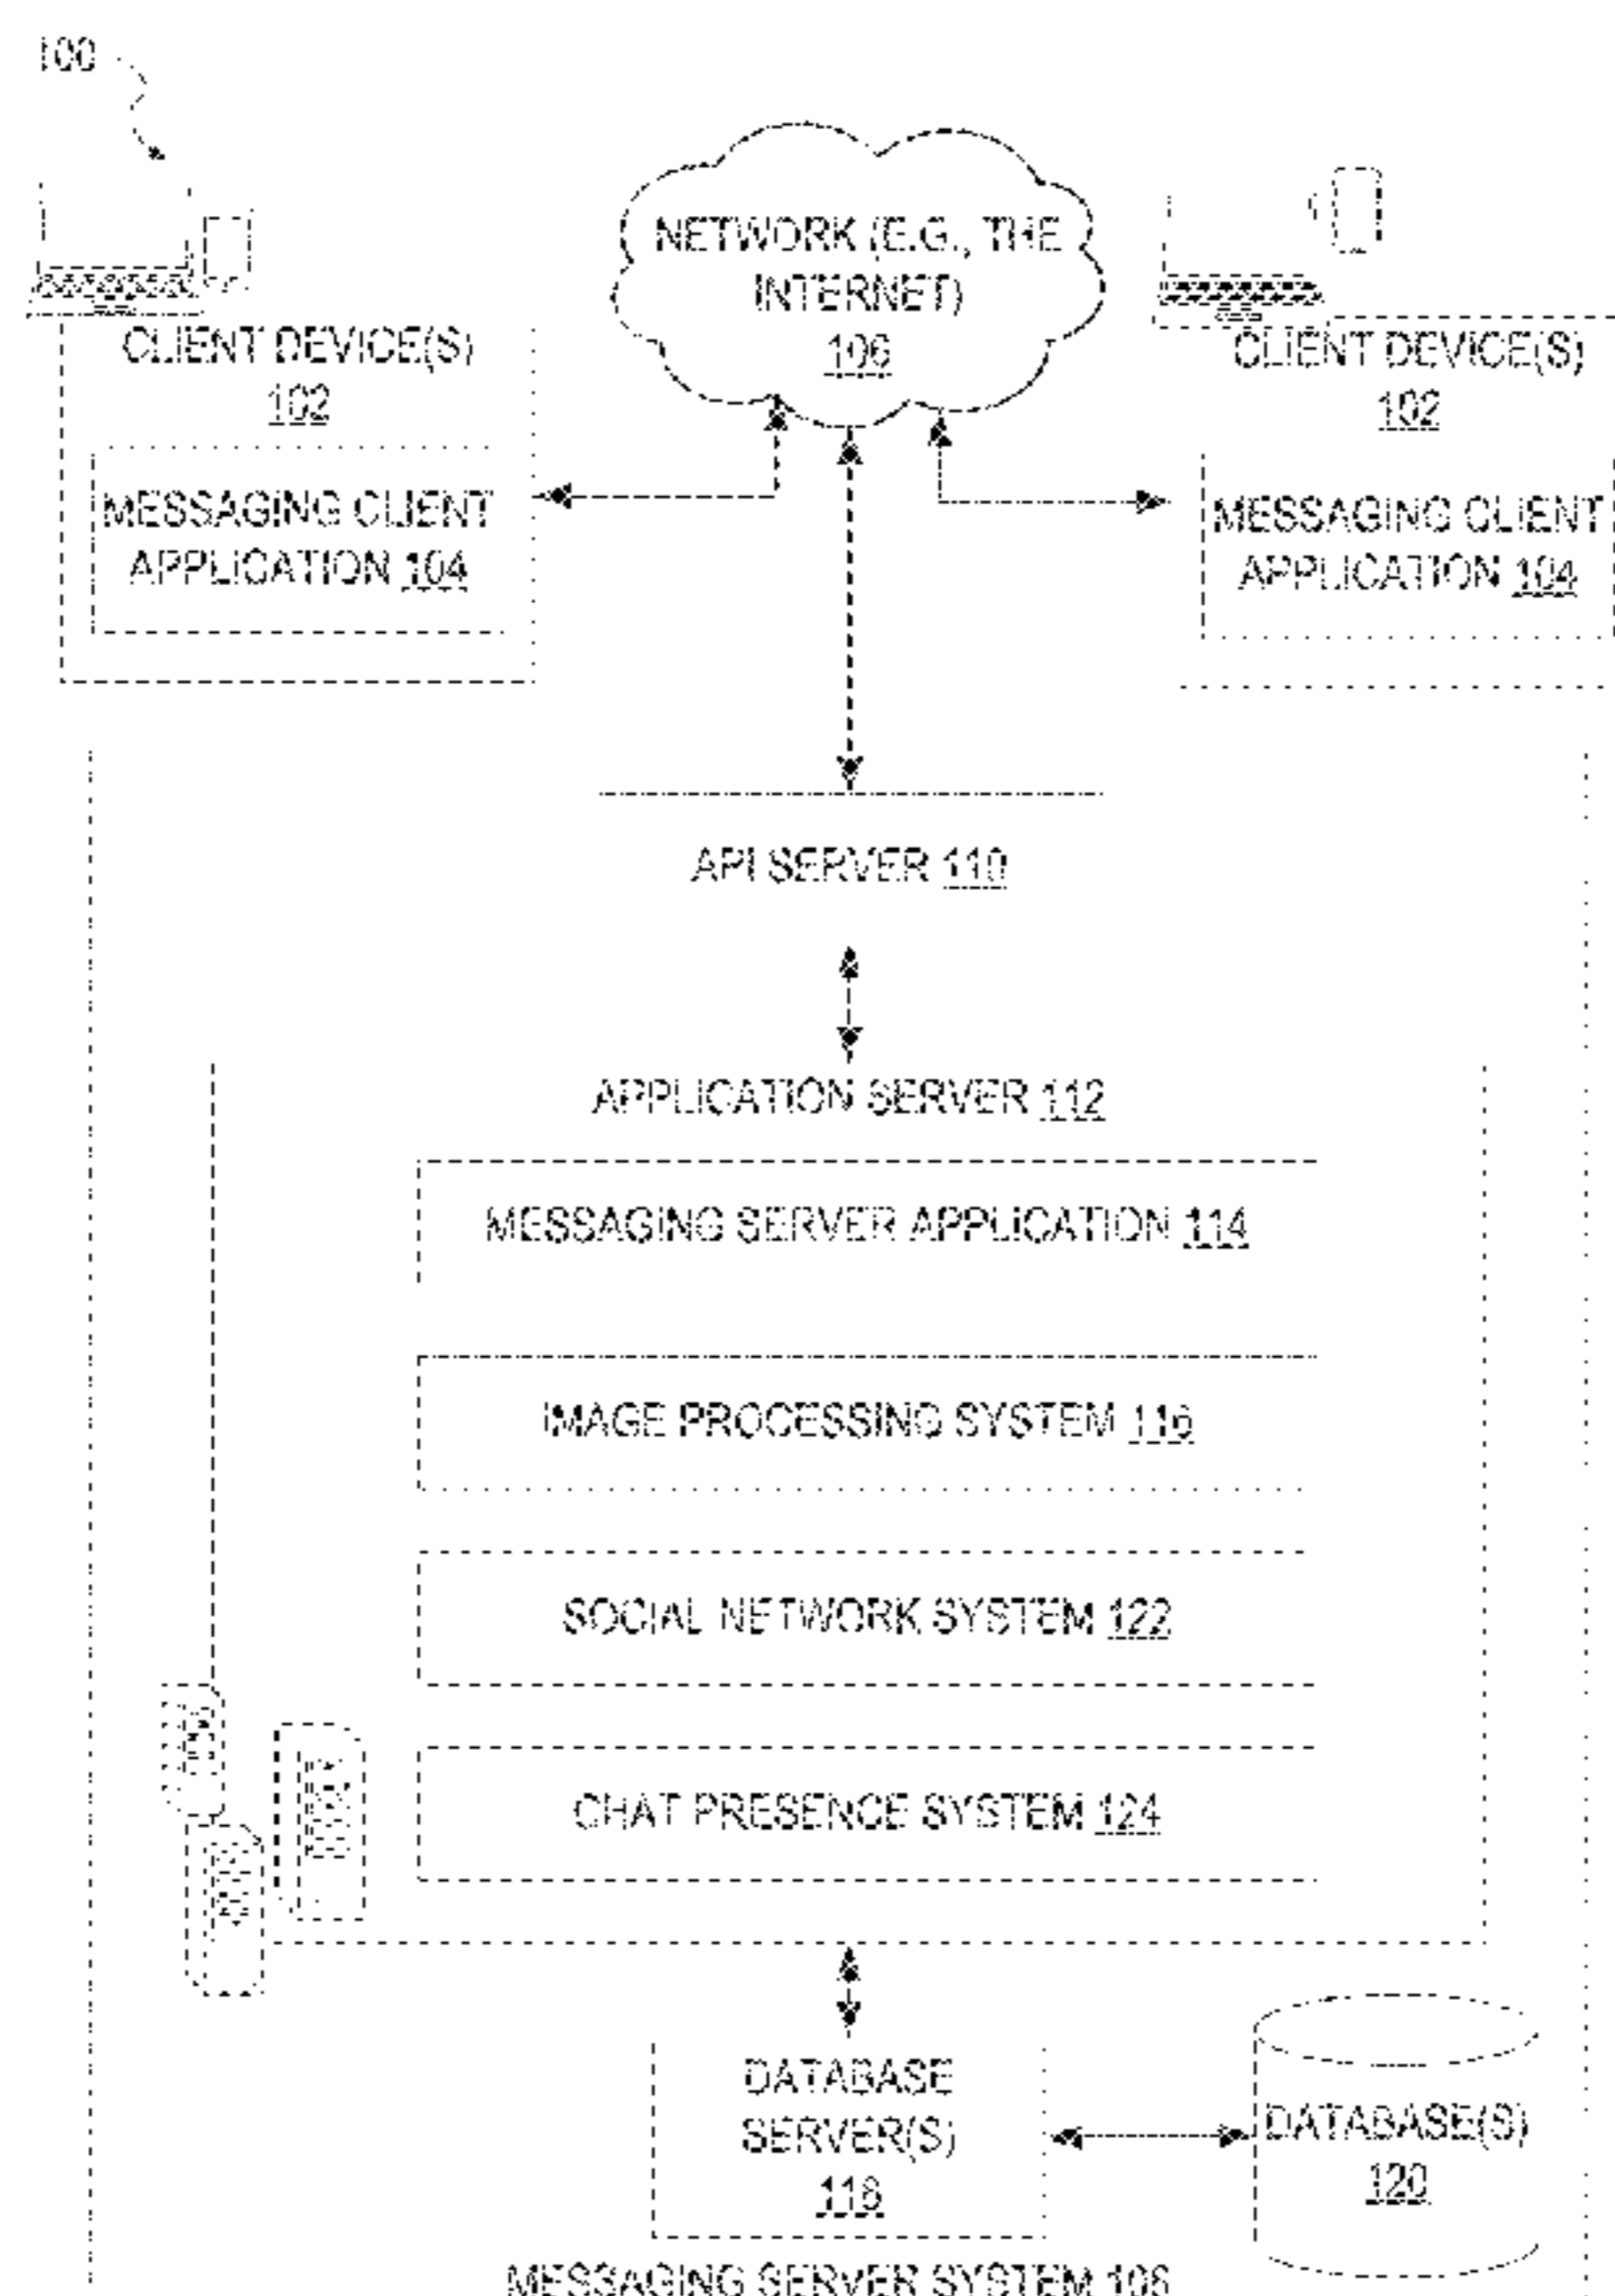 100
NETWORK (E.G., THE
INTERNET)
106
CLIENT DEVICE(S)
102
MESSAGING CLIENT
APPLICATION 104
CLIENT DEVICE(S)
102
MESSAGING CLIENT
APPLICATION 104
API SERVER 110
APPLICATION SERVER 112
MESSAGING SERVER APPLICATION 114
IMAGE PROCESSING SYSTEM 116
SOCIAL NETWORK SYSTEM 122
CHAT PRESENCE SYSTEM 124
DATABASE
SERVER(S)
118
DATABASE(S)
120
MESSAGING SERVER SYSTEM 108